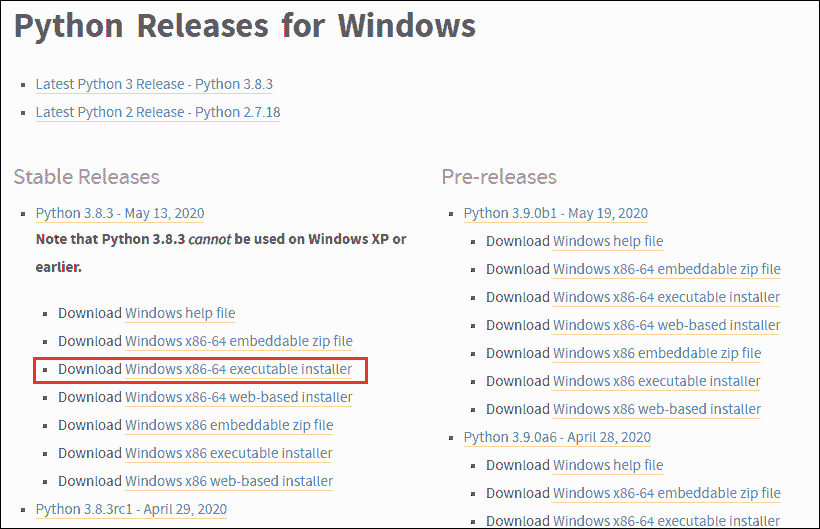 Python Releases for Windows
Latest Python 3 Release - Python 3.8.3
Latest Python 2 Release - Python 2.7.18
Stable Releases
Python 3.8.3 - May 13, 2020
Note that Python 3.8.3 cannot be used on Windows XP or
earlier.
Download Windows help file
Download Windows x86-64 embeddable zip file
Download Windows x86-64 executable installer
Download Windows x86-64 web-based installer
Download Windows x86 embeddable zip file
Download Windows x86 executable installer
Download Windows x86 web-based installer
Python 3.8.3rc1 - April 29, 2020
Pre-releases
Python 3.9.0b1 - May 19, 2020
Download Windows help file
Download Windows x86-64 embeddable zip file
Download Windows x86-64 executable installer
Download Windows x86-64 web-based installer
Download Windows x86 embeddable zip file
Download Windows x86 executable installer
Download Windows x86 web-based installer
Python 3.9.0a6 - April 28, 2020
Download Windows help file
Download Windows x86-64 embeddable zip file
Download Windows x86-64 executable installer